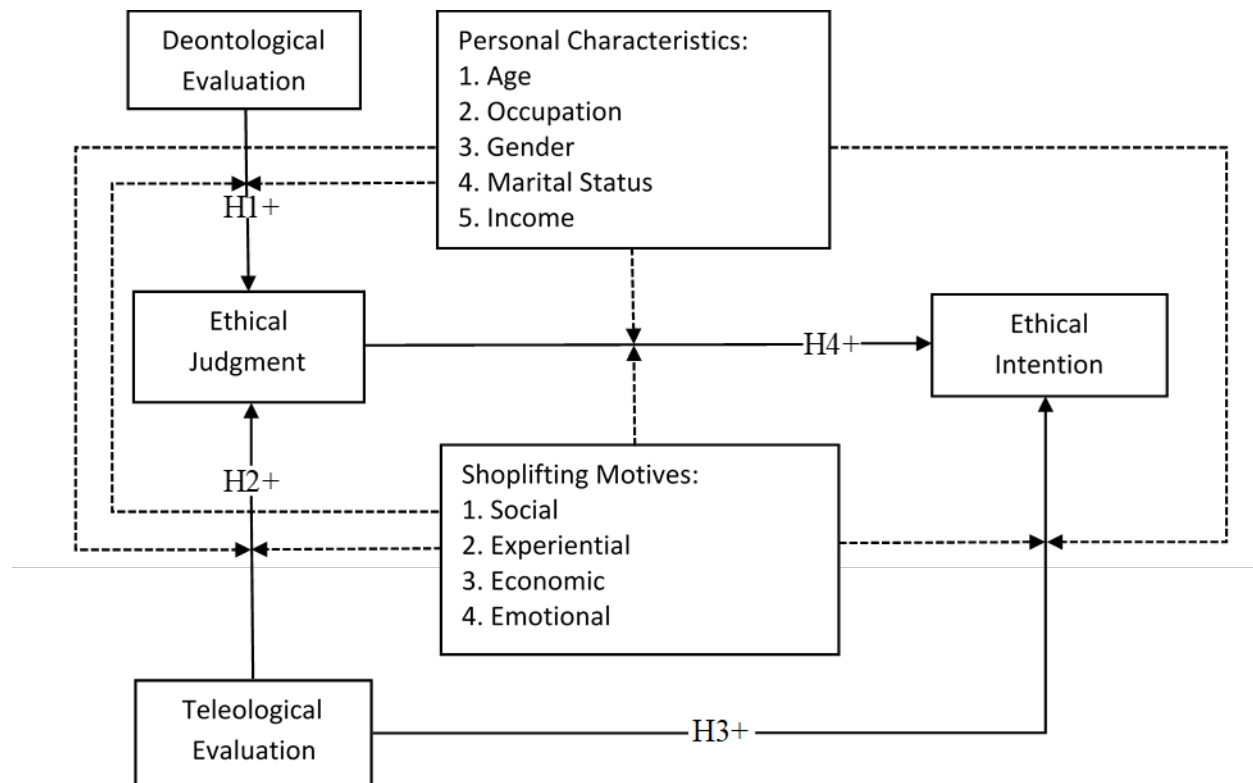 Deontological
Evaluation
Personal Characteristics:
1. Age
2. Occupation
3. Gender
4. Marital Status
5. Income
H1+
Ethical
Judgment
H4+
Ethical
Intention
H2+
Shoplifting Motives:
1. Social
2. Experiential
3. Economic
4. Emotional
Teleological
Evaluation
H3+